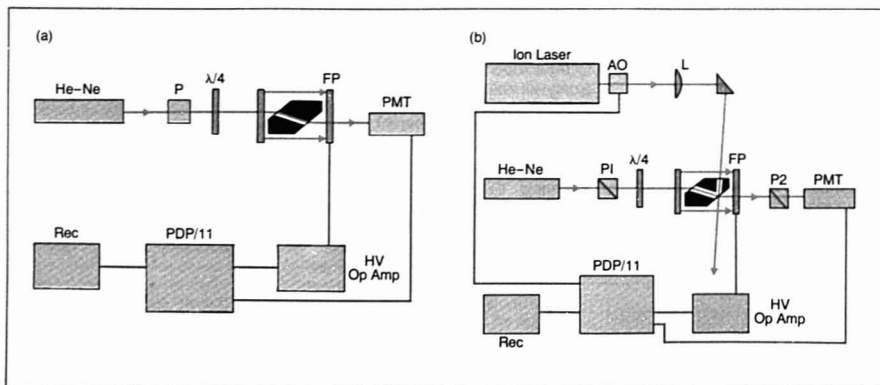 (a)
He–Ne
P
λ/4
FP
PMT
Rec
PDP/11
HV
Op Amp
(b)
Ion Laser
AO
L
He–Ne
P1
λ/4
FP
P2
PMT
PDP/11
HV
Op Amp
Rec